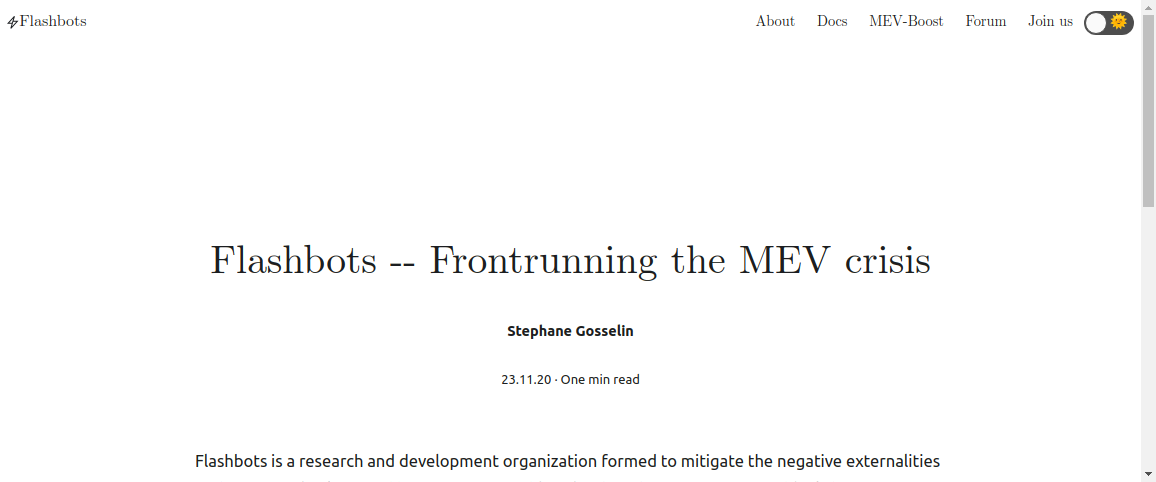 Flashbots
About Docs MEV-Boost Forum Join us
Flashbots -- Frontrunning the MEV crisis
Stephane Gosselin
23.11.20 · One min read
Flashbots is a research and development organization formed to mitigate the negative externalities